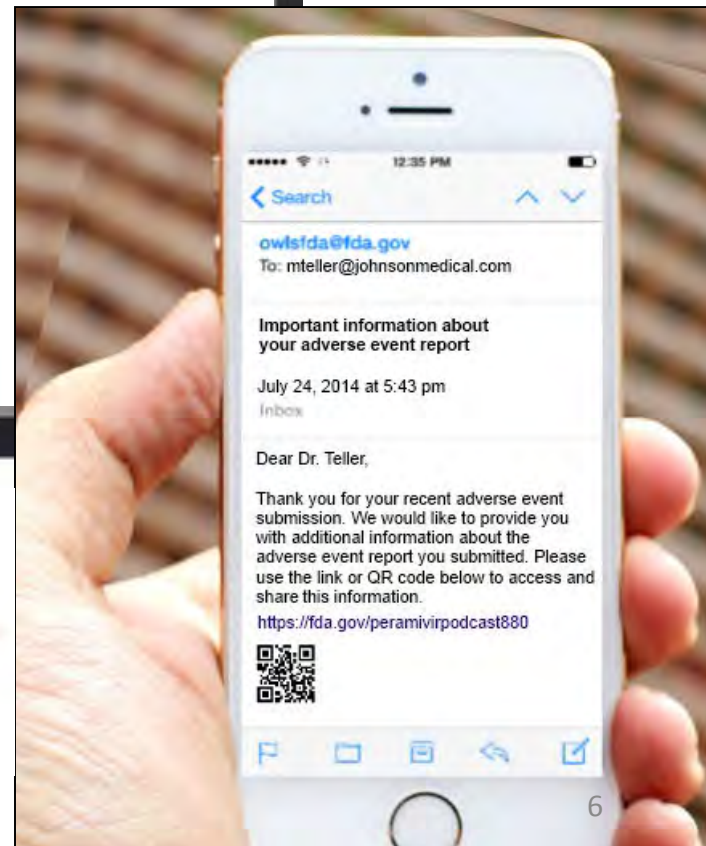 12:35 PM
Search
owlsfda@fda.gov
To: mteller@johnsonmedical.com
Important information about
your adverse event report
July 24, 2014 at 5:43 pm
Inbox
Dear Dr. Teller,
Thank you for your recent adverse event
submission. We would like to provide you
with additional information about the
adverse event report you submitted. Please
use the link or QR code below to access and
share this information.
https://fda.gov/peramivirpodcast880
6